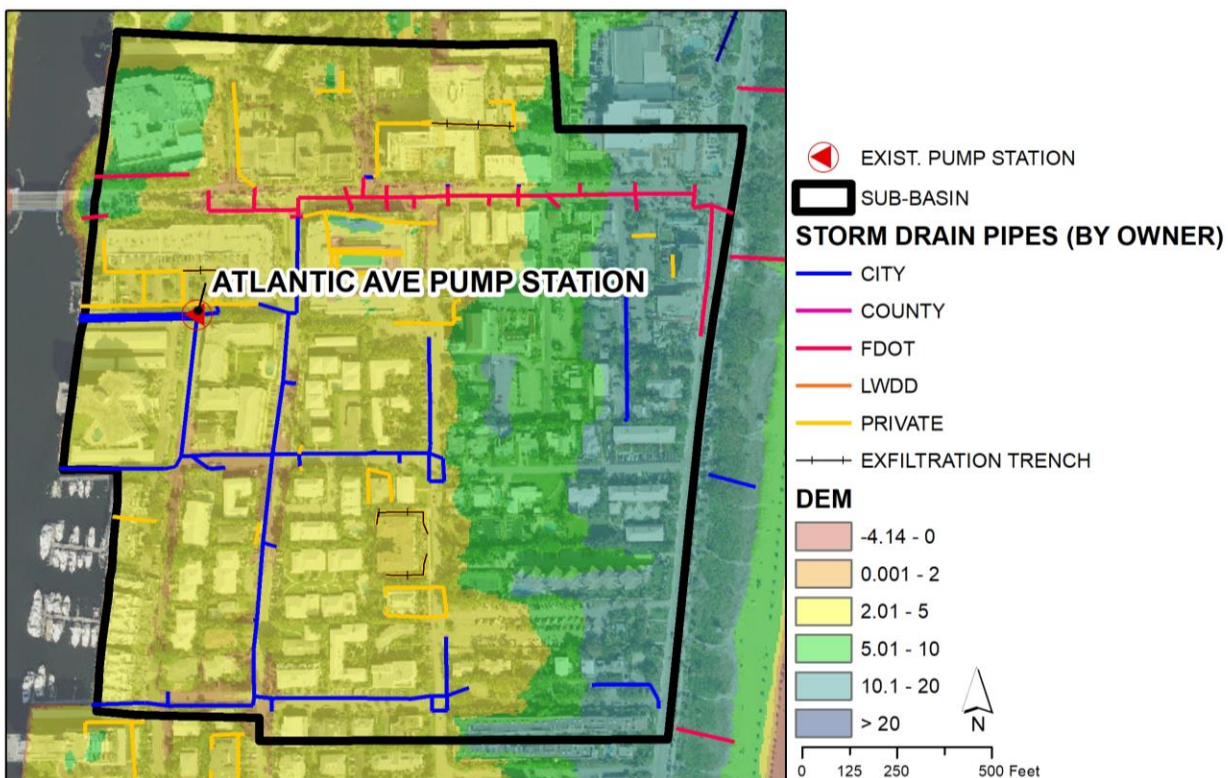 ATLANTIC AVE PUMP STATION
EXIST. PUMP STATION
SUB-BASIN
STORM DRAIN PIPES (BY OWNER)
CITY
COUNTY
FDOT
LWDD
PRIVATE
EXFILTRATION TRENCH
DEM
-4.14 - 0
0.001 - 2
2.01 - 5
5.01 - 10
10.1 - 20
> 20
N
0 125 250 500 Feet